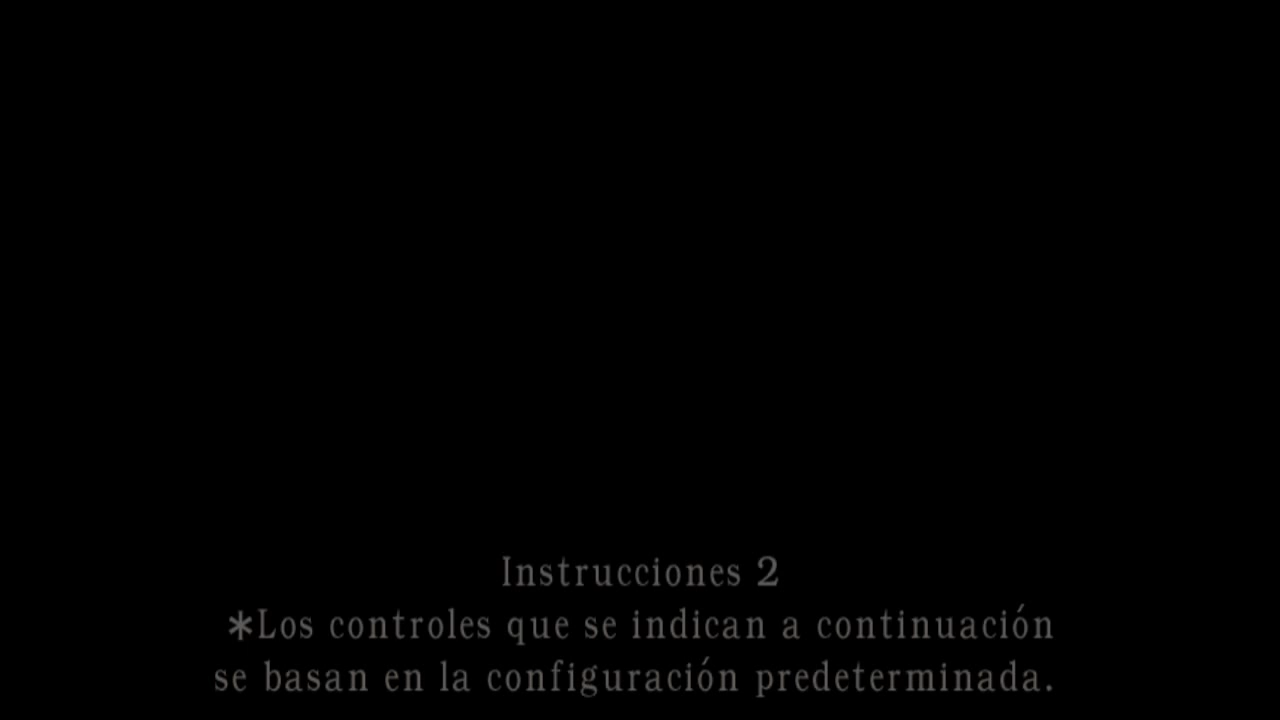 Instrucciones 2
*Los controles que se indican a continuación
se basan en la configuración predeterminada.